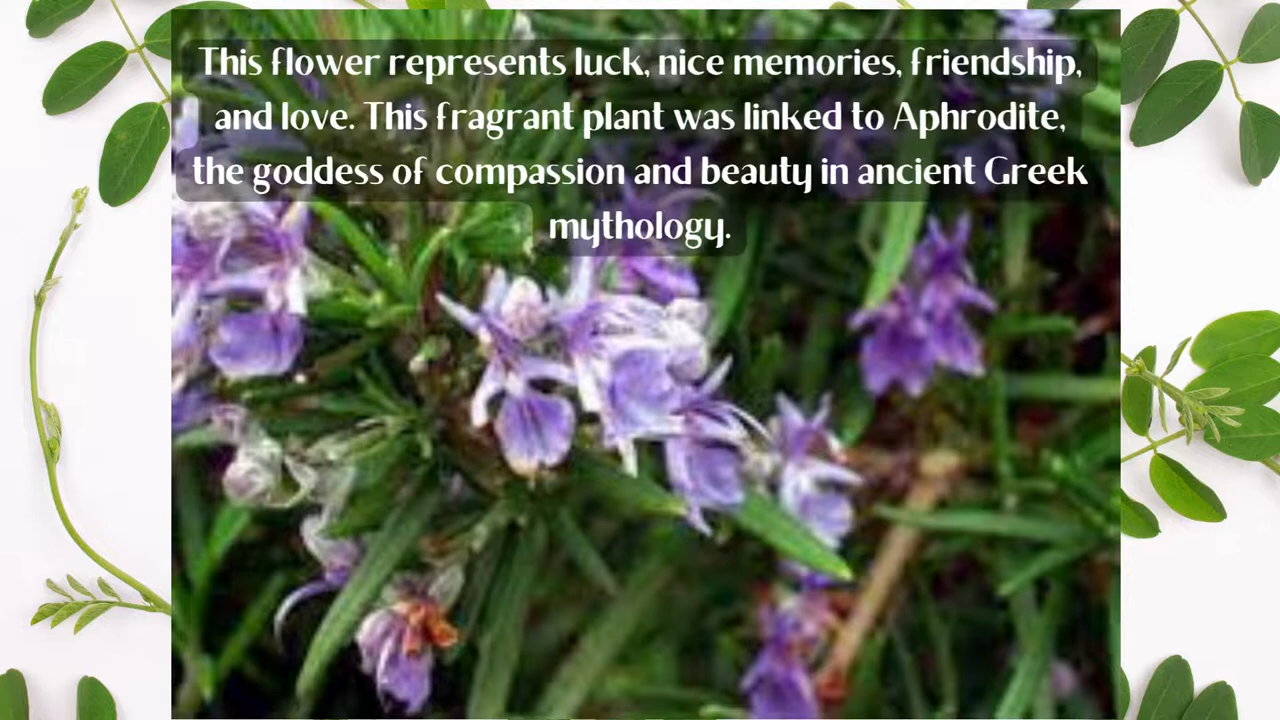 This flower represents luck, nice memories, friendship,
and love. This fragrant plant was linked to Aphrodite,
the goddess of compassion and beauty in ancient Greek
mythology.